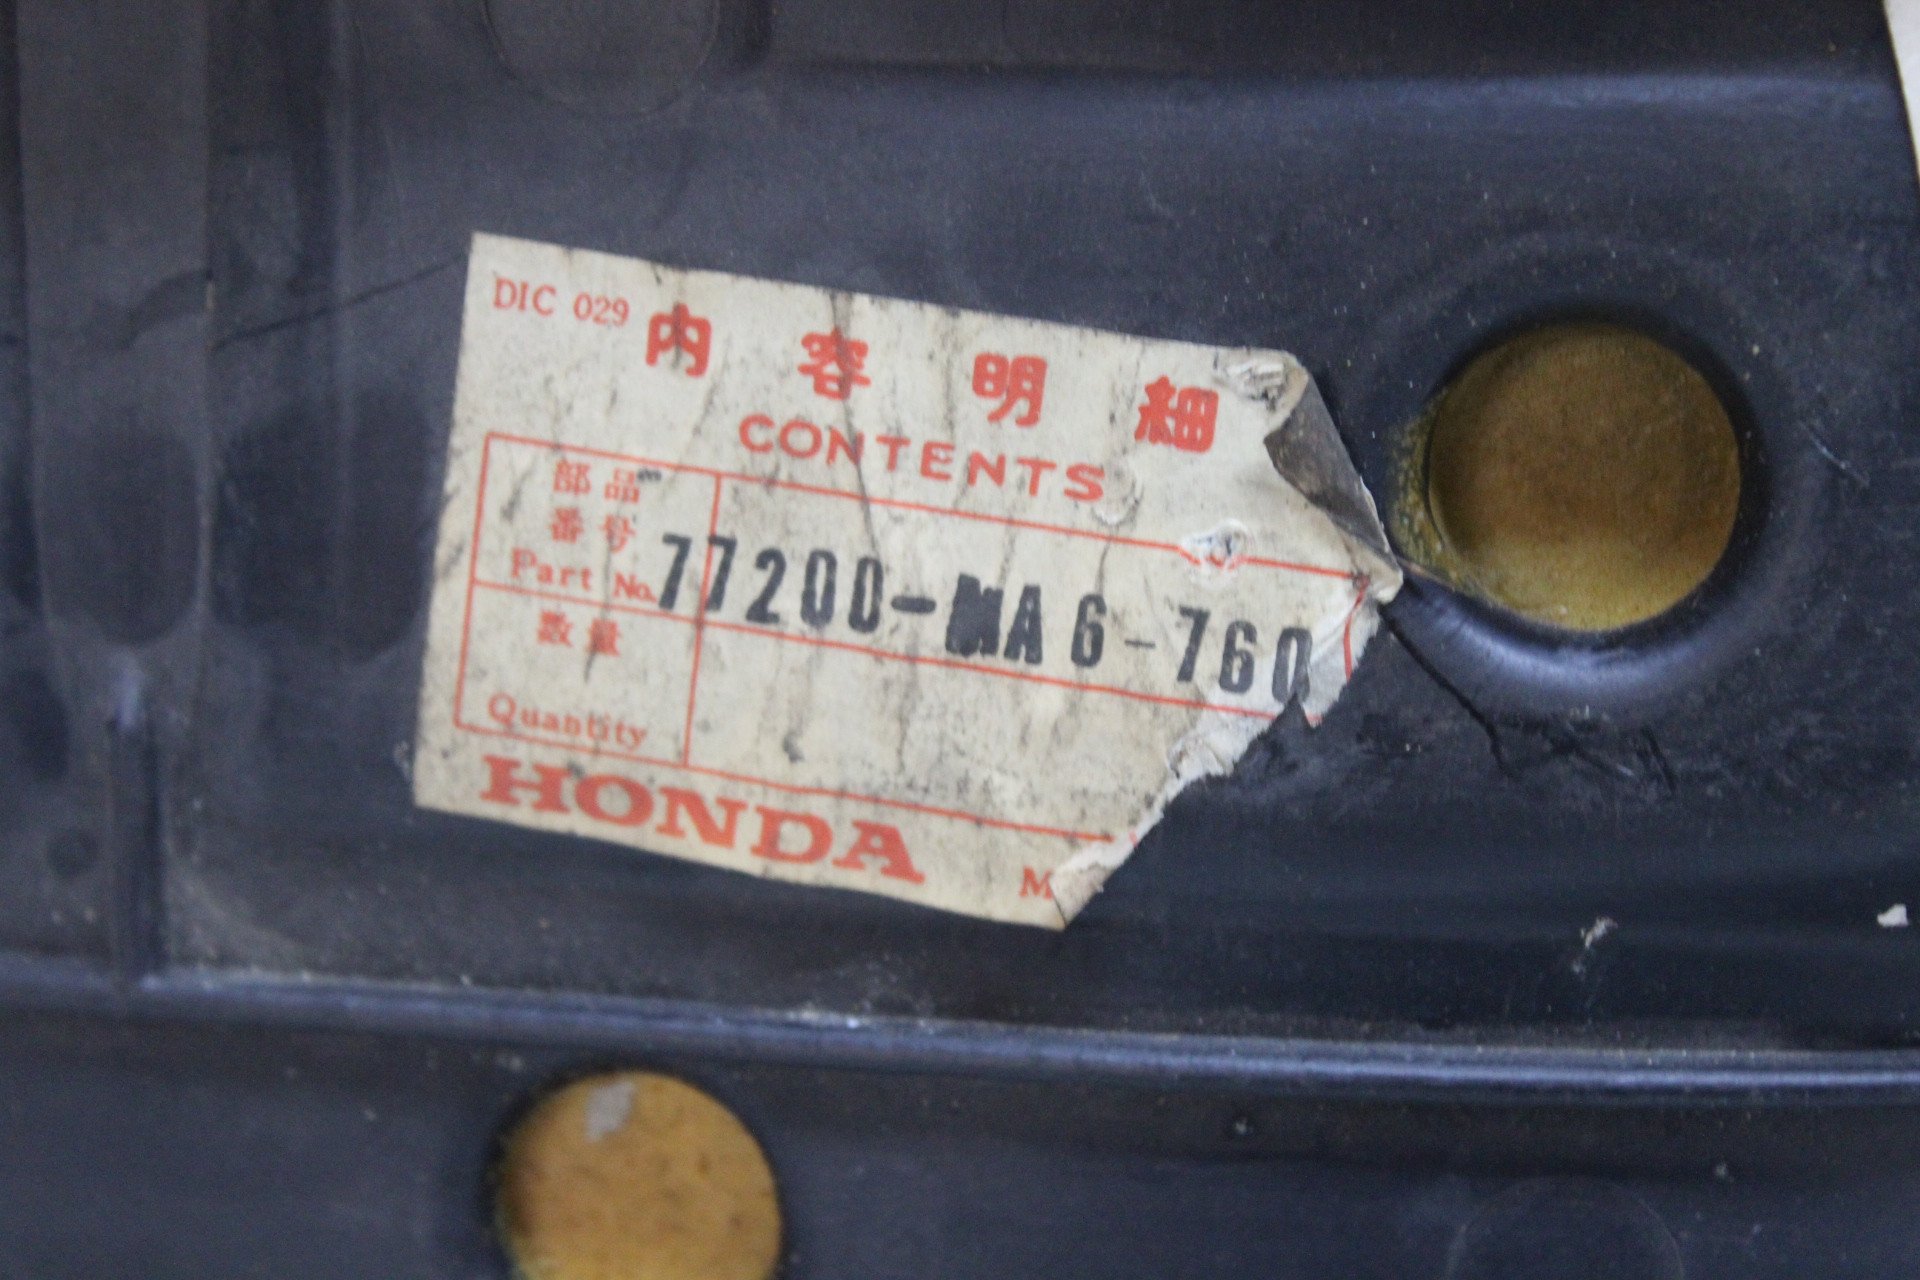 DIC 029
内容明細
CONTENTS
部品
番号
Part No.
77200-MA6-760
数量
Quantity
HONDA M